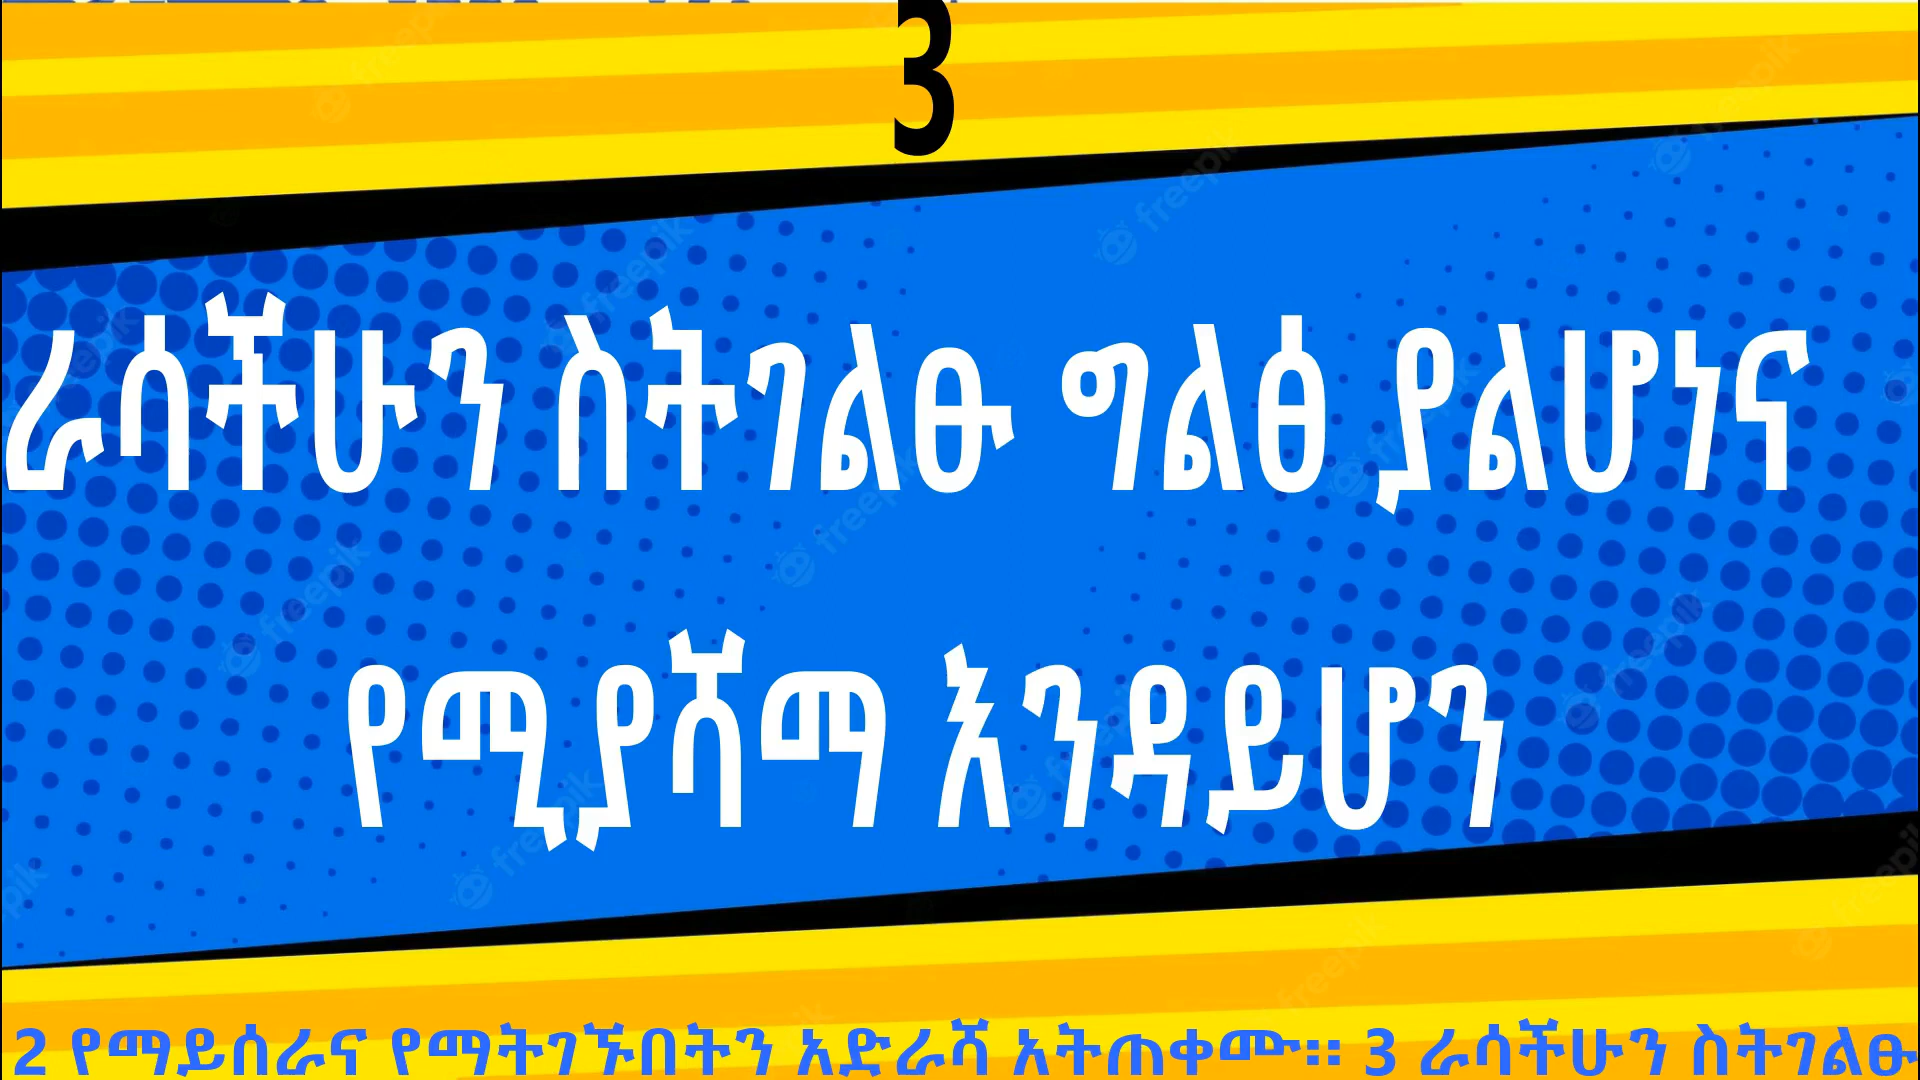 3
ራሳችሁን ስትገልፁ ግልፅ ያልሆነና
የሚያሻማ እንዳይሆን
2 የማይሰራና የማትገኙበትን አድራሻ አትጠቀሙ። 3 ራሳችሁን ስትገልፁ